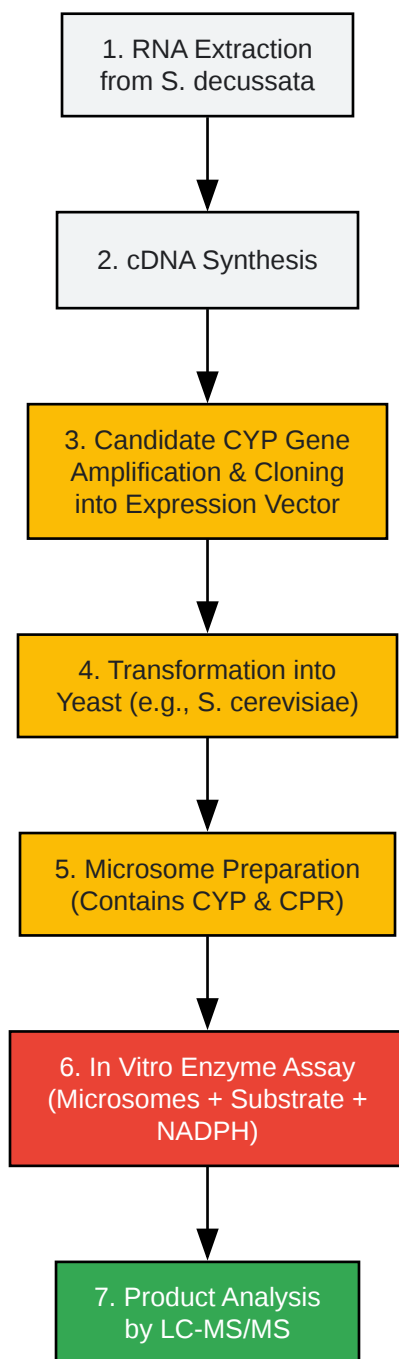 1. RNA Extraction
from S. decussata
2. cDNA Synthesis
3. Candidate CYP Gene
Amplification & Cloning
into Expression Vector
4. Transformation into
Yeast (e.g., S. cerevisiae)
5. Microsome Preparation
(Contains CYP & CPR)
6. In Vitro Enzyme Assay
(Microsomes + Substrate +
NADPH)
7. Product Analysis
by LC-MS/MS